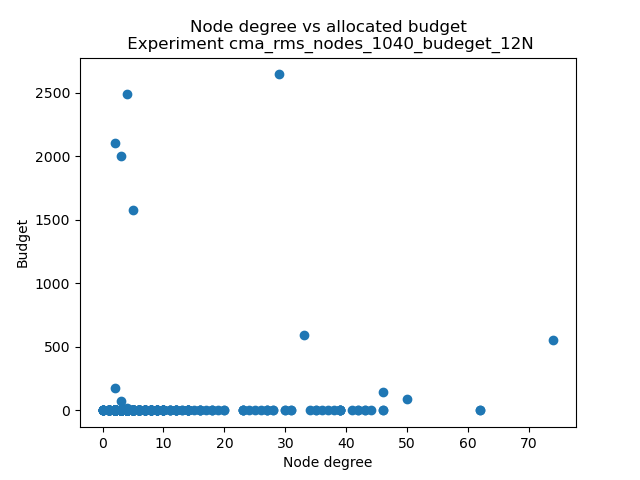 Node degree vs allocated budget
Experiment cma_rms_nodes_1040_budeget_12N
Budget
2500
2000
1500
1000
500
0
0 10 20 30 40 50 60 70
Node degree